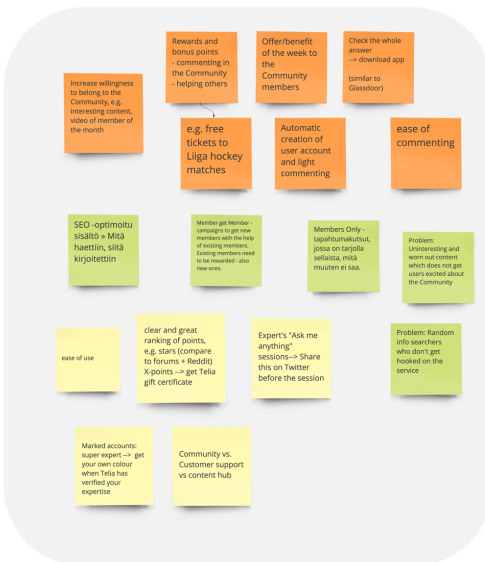 Increase willingness
to belong to the
Community, e.g.
interesting content,
video of member of
the month
Rewards and
bonus points
- commenting in
the Community
- helping others
Offer/benefit
of the week to
the
Community
members
Check the whole
answer
--> download app
(similar to
Glassdoor)
e.g. free
tickets to
Liiga hockey
matches
Automatic
creation of
user account
and light
commenting
ease of
commenting
SEO -optimoitu
sisältö » Mitä
haettiin, siitä
kirjoitettiin
Member get Member -
campaigns to get new
members with the help
of existing members.
Existing members need
to be rewarded - also
new ones.
Members Only -
tapahtumakutsut,
jossa on tarjolla
sellaista, mitä
muuten ei saa.
Problem:
Uninteresting and
worn out content
which does not get
users excited about
the Community
ease of use
clear and great
ranking of points,
e.g. stars (compare
to forums + Reddit)
X-points --> get Telia
gift certificate
Expert's "Ask me
anything"
sessions--> Share
this on Twitter
before the session
Problem: Random
info searchers
who don't get
hooked on the
service
Marked accounts:
super expert --> get
your own colour
when Telia has
verified your
expertise
Community vs.
Customer support
vs content hub